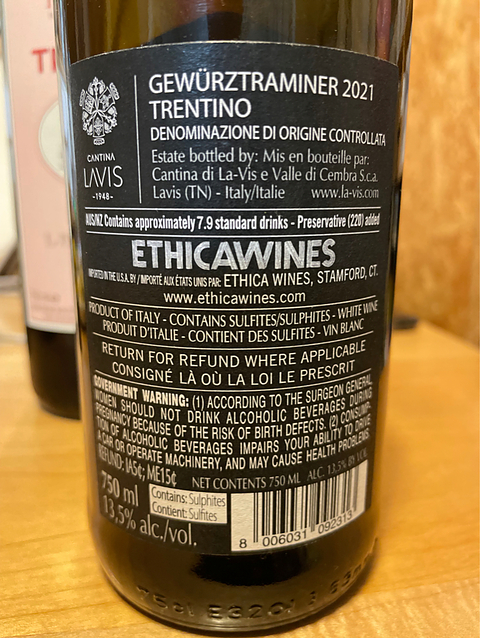 GEWÜRZTRAMINER 2021
TRENTINO
DENOMINAZIONE DI ORIGINE CONTROLLATA
Estate bottled by: Mis en bouteille par:
Cantina di La-Vis e Valle di Cembra S.c.a.
Lavis (TN) - Italy/Italie www.la-vis.com
CANTINA
LAVIS
-1948-
AUS/NZ Contains approximately 7.9 standard drinks - Preservative (220) added
ETHICAWINES
IMPORTED IN THE U.S.A. BY / IMPORTÉ AUX ÉTATS UNIS PAR: ETHICA WINES, STAMFORD, CT.
www.ethicawines.com
PRODUCT OF ITALY - CONTAINS SULFITES/SULPHITES - WHITE WINE
PRODUIT D'ITALIE - CONTIENT DES SULFITES - VIN BLANC
RETURN FOR REFUND WHERE APPLICABLE
CONSIGNÉ LÀ OÙ LA LOI LE PRESCRIT
GOVERNMENT WARNING: (1) ACCORDING TO THE SURGEON GENERAL,
WOMEN SHOULD NOT DRINK ALCOHOLIC BEVERAGES DURING
PREGNANCY BECAUSE OF THE RISK OF BIRTH DEFECTS. (2) CONSUMP-
TION OF ALCOHOLIC BEVERAGES IMPAIRS YOUR ABILITY TO DRIVE
A CAR OR OPERATE MACHINERY, AND MAY CAUSE HEALTH PROBLEMS.
REFUND: IA5¢; ME15¢ NET CONTENTS 750 ML ALC. 13.5% BY VOL.
750 ml
13,5% alc./vol.
Contains: Sulphites
Contient: Sulfites
8 006031 092313
75cl